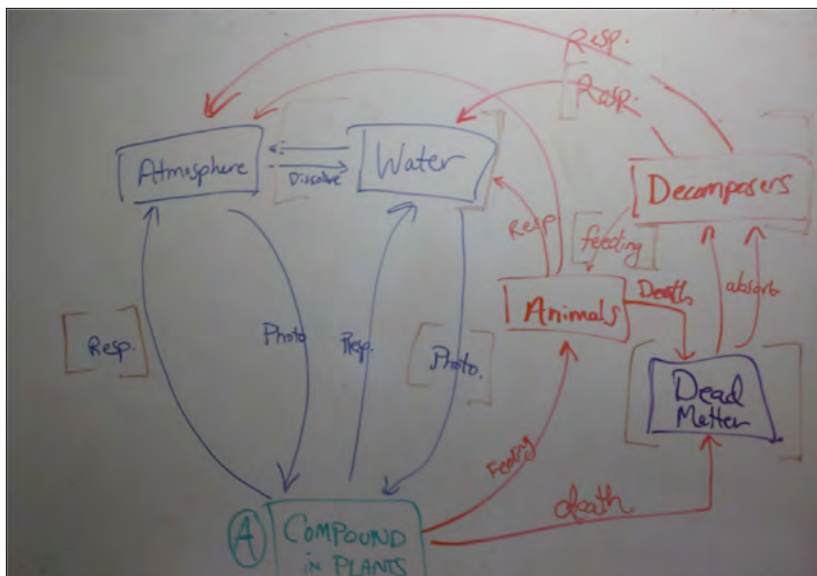 Resp.
Resp.
Atmosphere
Dissolve
Water
Decomposers
Resp
feeding
Animals
Death
absorb.
Resp.
Photo
Resp.
Photo.
Dead
Matter
Feeding
death
A
COMPOUND
in PLANTS